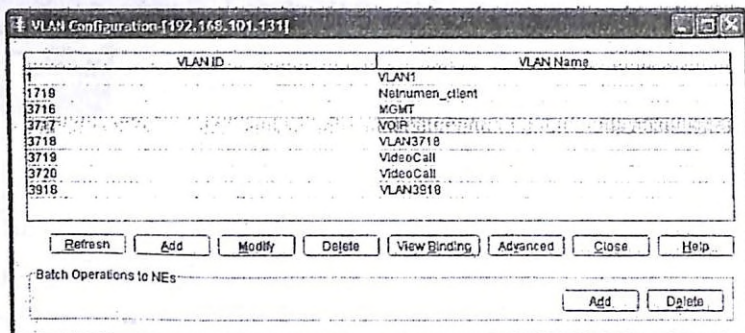 VLAN Configuration-[192.168.101.131]
VLAN ID VLAN Name
1 VLAN1
1719 Netnumen_client
3716 MGMT
3717 VOIP
3718 VLAN3718
3719 VideoCall
3720 VideoCall
3918 VLAN3918
Refresh Add Modify Delete View Binding Advanced Close Help
Batch Operations to NEs
Add Delete